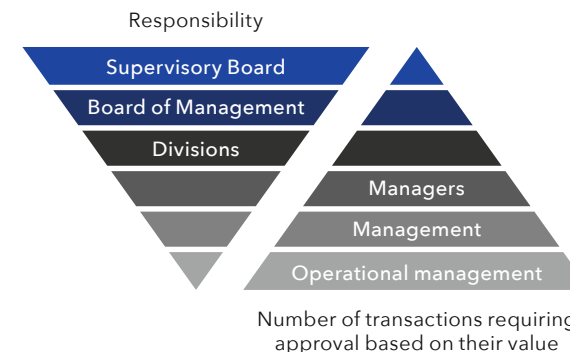 Responsibility
Supervisory Board
Board of Management
Divisions
Managers
Management
Operational management
Number of transactions requiring
approval based on their value